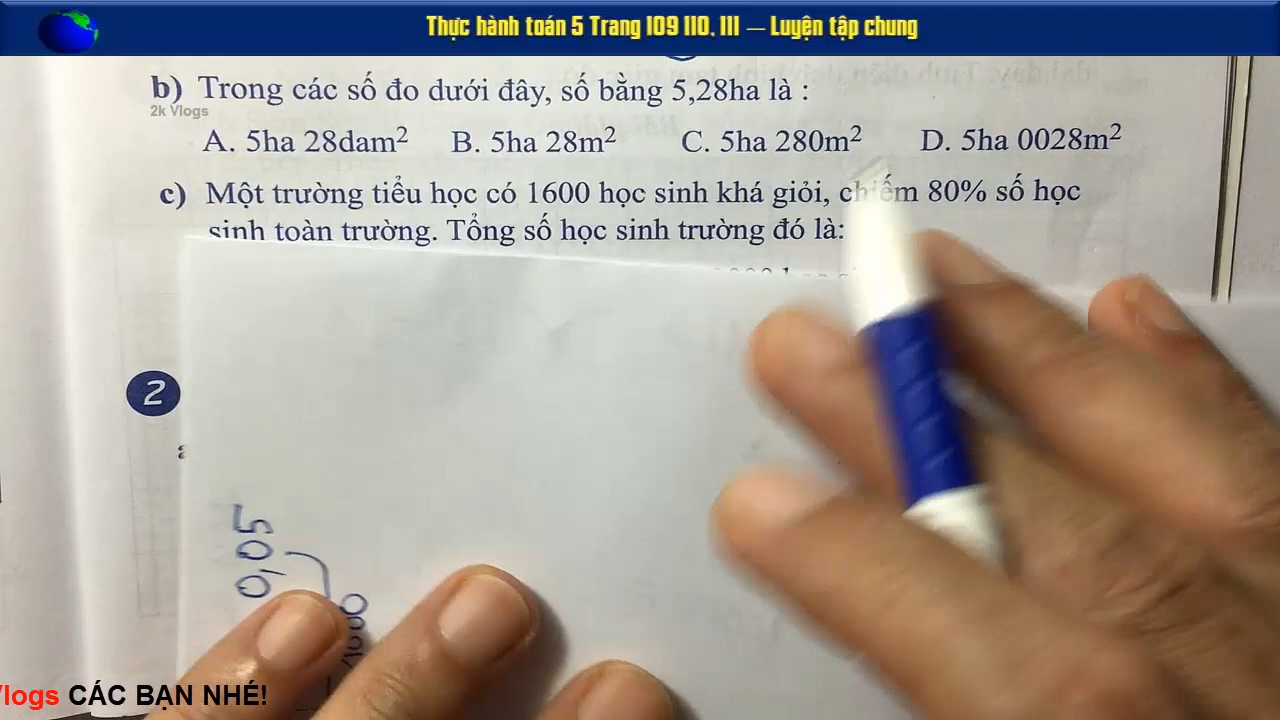 Thực hành toán 5 Trang 109 110, 111 – Luyện tập chung
b) Trong các số đo dưới đây, số bằng 5,28ha là :
2k Vlogs
A. 5ha 28dam² B. 5ha 28m² C. 5ha 280m² D. 5ha 0028m²
c) Một trường tiểu học có 1600 học sinh khá giỏi, chiếm 80% số học
sinh toàn trường. Tổng số học sinh trường đó là:
2
0,05
Vlogs CÁC BẠN NHÉ!